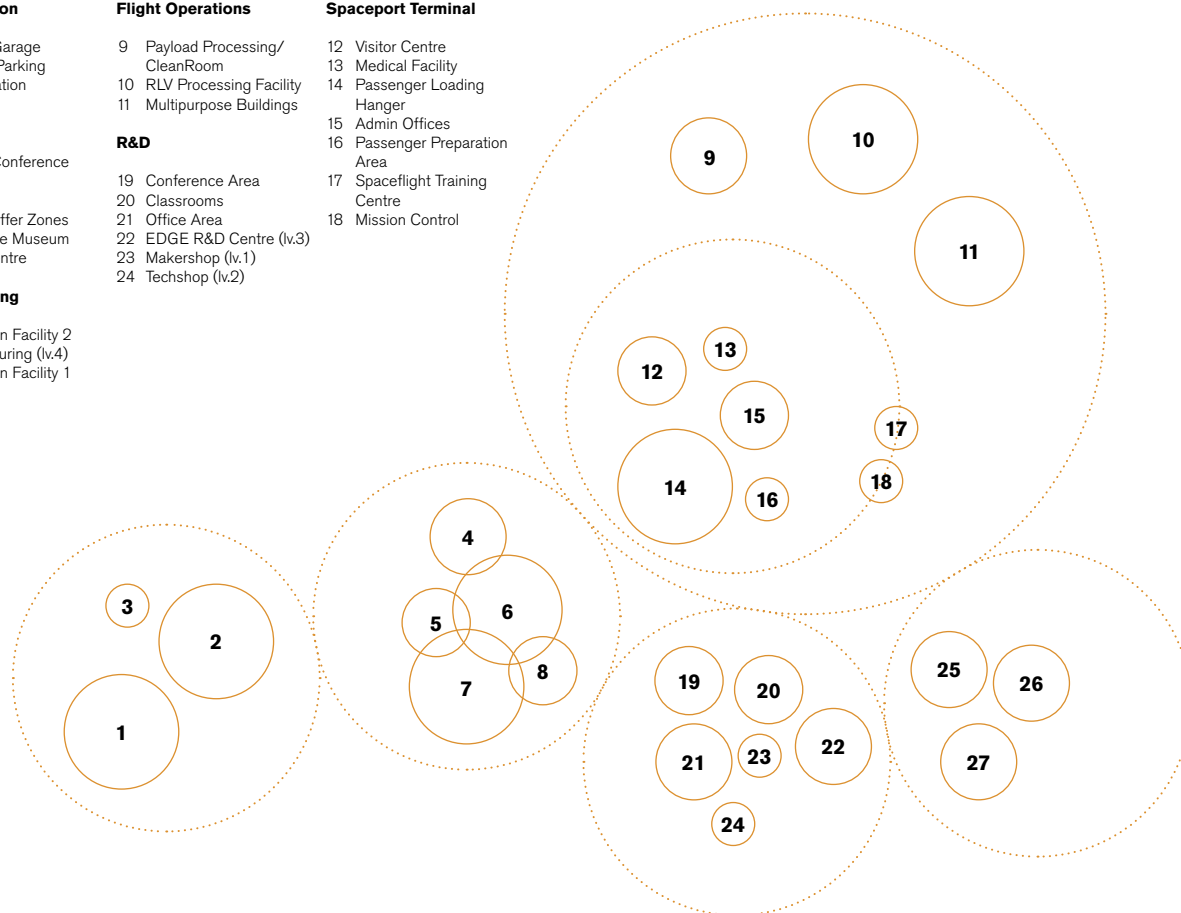 on
Garage
Parking
ation
Conference
ffer Zones
e Museum
ntre
ng
n Facility 2
uring (lv.4)
n Facility 1
Flight Operations
9 Payload Processing/
CleanRoom
10 RLV Processing Facility
11 Multipurpose Buildings
R&D
19 Conference Area
20 Classrooms
21 Office Area
22 EDGE R&D Centre (lv.3)
23 Makershop (lv.1)
24 Techshop (lv.2)
Spaceport Terminal
12 Visitor Centre
13 Medical Facility
14 Passenger Loading
Hanger
15 Admin Offices
16 Passenger Preparation
Area
17 Spaceflight Training
Centre
18 Mission Control
9
10
11
12
13
15
17
14
16
18
4
3
2
5
6
7
8
1
19
20
21
23
22
24
25
26
27